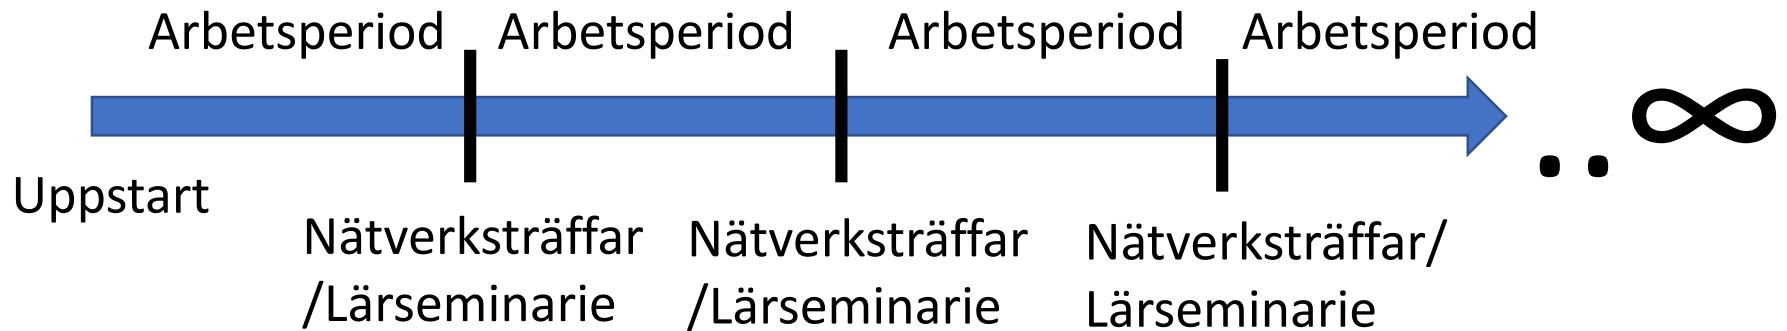 Arbetsperiod Arbetsperiod Arbetsperiod Arbetsperiod
.. ∞
Uppstart
Nätverksträffar
/Lärseminarie
Nätverksträffar
/Lärseminarie
Nätverksträffar/
Lärseminarie